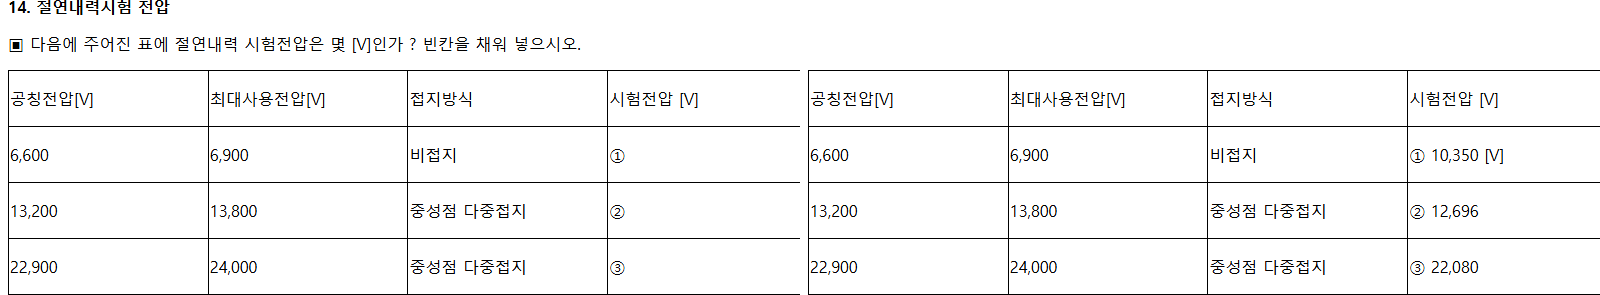 14. 절연내력시험 전압
▣ 다음에 주어진 표에 절연내력 시험전압은 몇 [V]인가 ? 빈칸을 채워 넣으시오.
공칭전압[V] 최대사용전압[V] 접지방식 시험전압 [V]
6,600 6,900 비접지 ①
13,200 13,800 중성점 다중접지 ②
22,900 24,000 중성점 다중접지 ③
공칭전압[V] 최대사용전압[V] 접지방식 시험전압 [V]
6,600 6,900 비접지 ① 10,350 [V]
13,200 13,800 중성점 다중접지 ② 12,696
22,900 24,000 중성점 다중접지 ③ 22,080